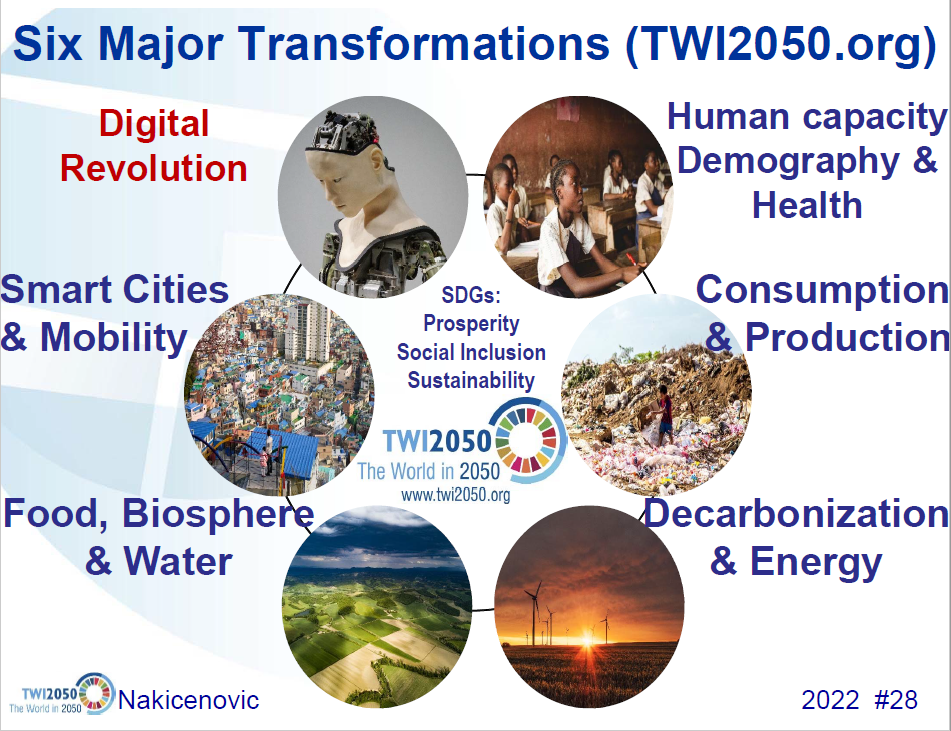 Six Major Transformations (TWI2050.org)
Digital
Revolution
Human capacity
Demography &
Health
Smart Cities
& Mobility
SDGs:
Prosperity
Social Inclusion
Sustainability
Consumption
& Production
TWI2050
The World in 2050
www.twi2050.org
Food, Biosphere
& Water
Decarbonization
& Energy
TWI2050
The World in 2050
Nakicenovic
2022 #28